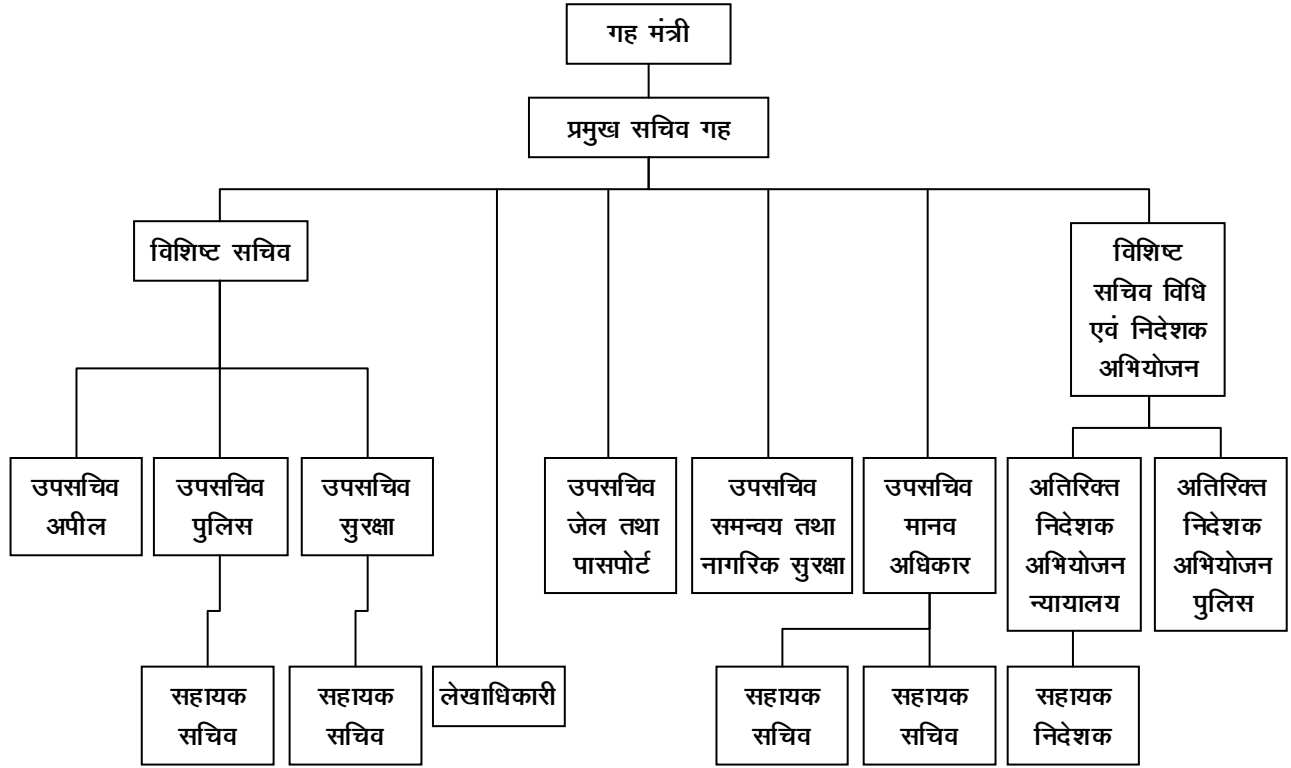 गह मंत्री
प्रमुख सचिव गह
विशिष्ट सचिव
विशिष्ट
सचिव विधि
एवं निदेशक
अभियोजन
उपसचिव
अपील
उपसचिव
पुलिस
उपसचिव
सुरक्षा
उपसचिव
जेल तथा
पासपोर्ट
उपसचिव
समन्वय तथा
नागरिक सुरक्षा
उपसचिव
मानव
अधिकार
अतिरिक्त
निदेशक
अभियोजन
न्यायालय
अतिरिक्त
निदेशक
अभियोजन
पुलिस
सहायक
सचिव
सहायक
सचिव
लेखाधिकारी
सहायक
सचिव
सहायक
सचिव
सहायक
निदेशक